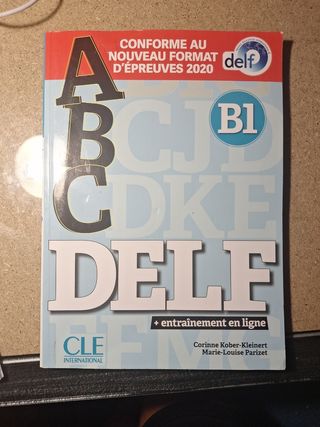 CONFORME AU
NOUVEAU FORMAT
D'ÉPREUVES 2020
delf
B1
A
B
C
DELF
+ entraînement en ligne
Corinne Kober-Kleinert
Marie-Louise Parizet
CLE
INTERNATIONAL